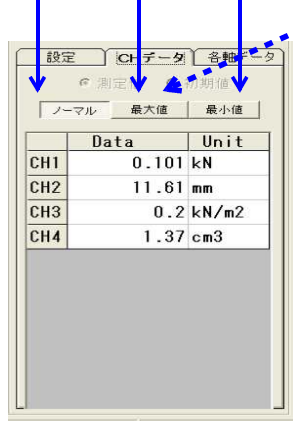 設定 CHデータ 各軸データ
測定値 初期値
ノーマル 最大値 最小値
Data Unit
CH1 0.101 kN
CH2 11.61 mm
CH3 0.2 kN/m2
CH4 1.37 cm3